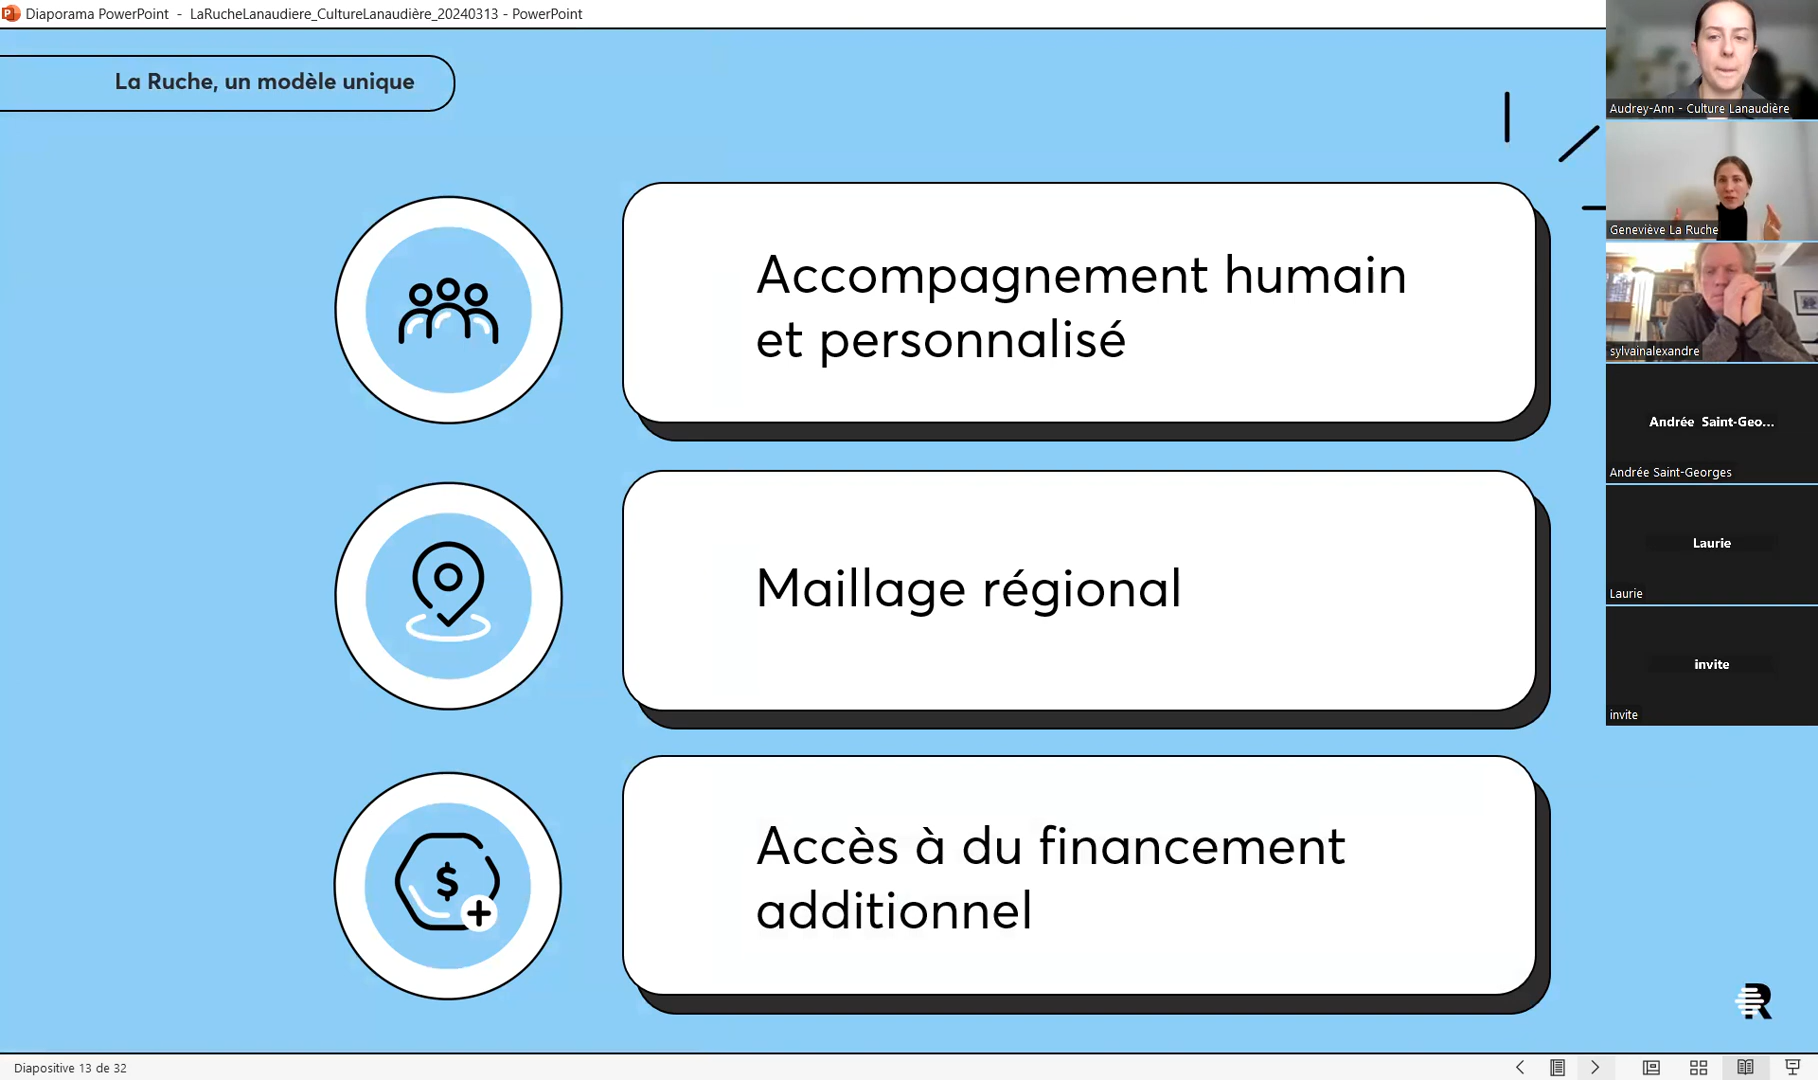 Diaporama PowerPoint - LaRucheLanaudiere_CultureLanaudière_20240313 - PowerPoint
La Ruche, un modèle unique
Accompagnement humain
et personnalisé
Maillage régional
$
Accès à du financement
additionnel
R
Audrey-Ann - Culture Lanaudière
Geneviève La Ruche
sylvainalexandre
Andrée Saint-Geo...
Andrée Saint-Georges
Laurie
Laurie
invite
invite
Diapositive 13 de 32